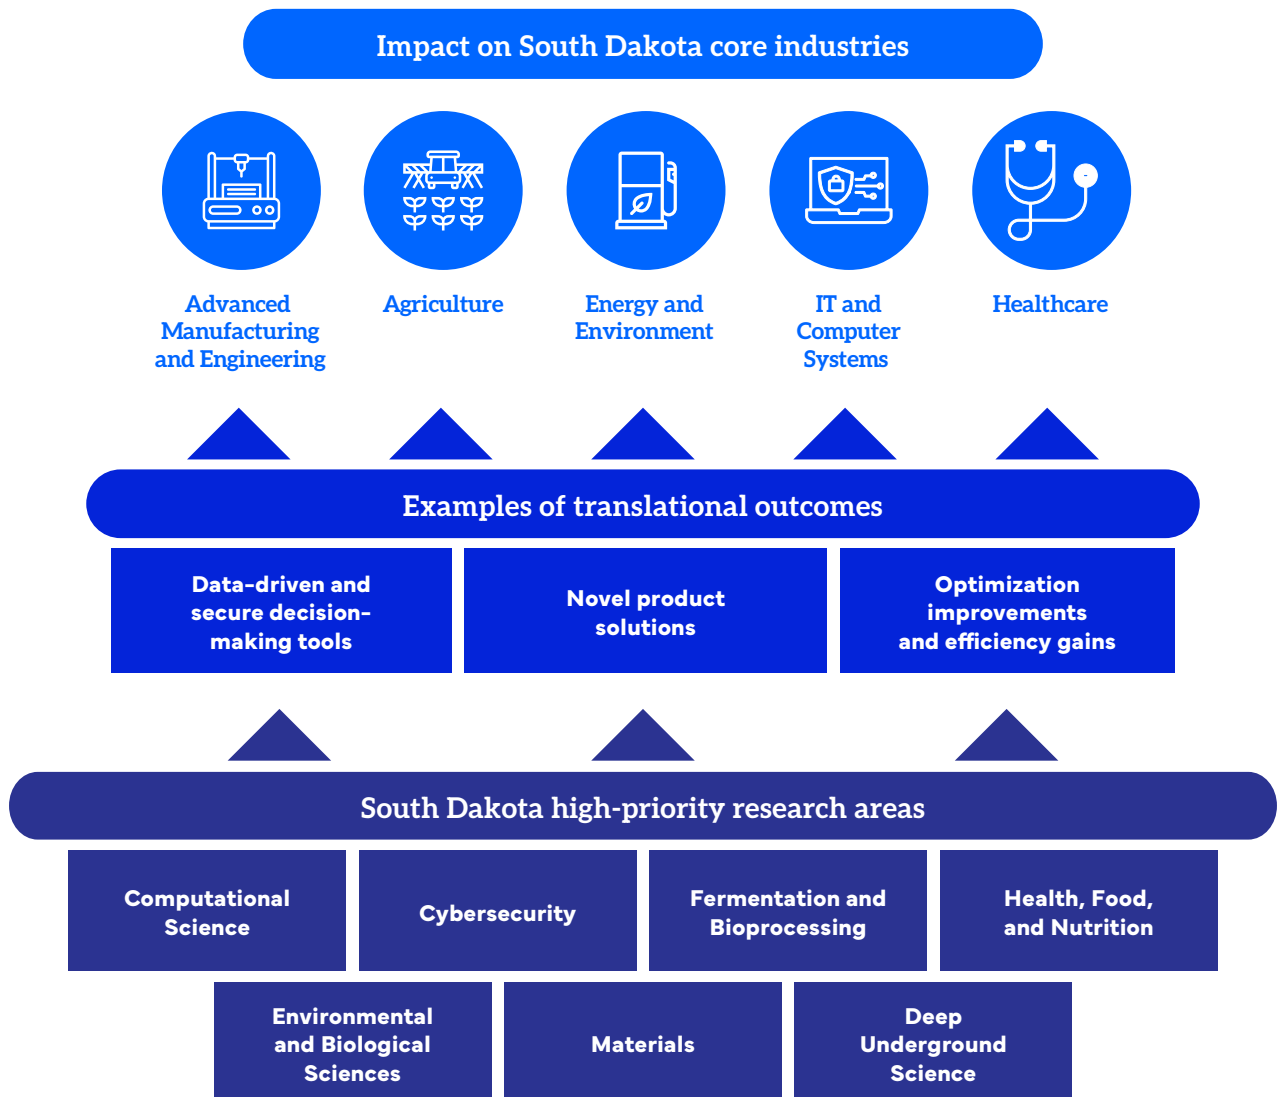 Impact on South Dakota core industries
Advanced
Manufacturing
and Engineering
Agriculture
Energy and
Environment
IT and
Computer
Systems
Healthcare
Examples of translational outcomes
Data-driven and
secure decision-
making tools
Novel product
solutions
Optimization
improvements
and efficiency gains
South Dakota high-priority research areas
Computational
Science
Cybersecurity
Fermentation and
Bioprocessing
Health, Food,
and Nutrition
Environmental
and Biological
Sciences
Materials
Deep
Underground
Science